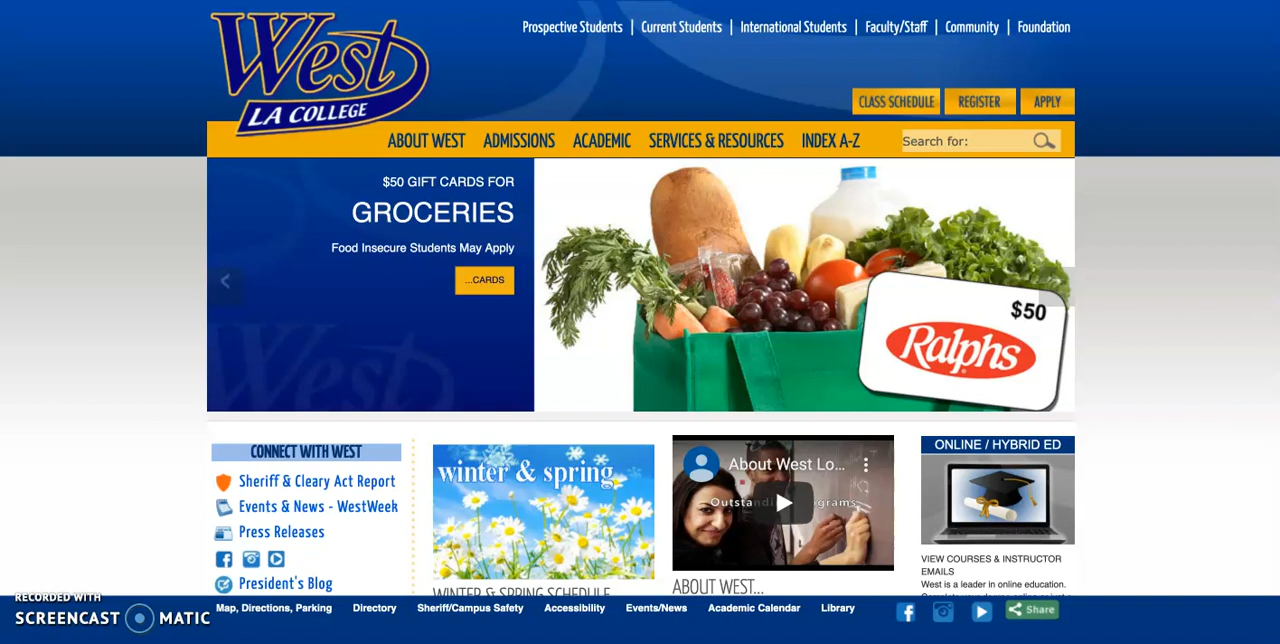 West
LA COLLEGE
Prospective Students | Current Students | International Students | Faculty/Staff | Community | Foundation
CLASS SCHEDULE
REGISTER
APPLY
ABOUT WEST
ADMISSIONS
ACADEMIC
SERVICES & RESOURCES
INDEX A-Z
Search for:
$50 GIFT CARDS FOR
GROCERIES
Food Insecure Students May Apply
...CARDS
West
$50
Ralphs
CONNECT WITH WEST
Sheriff & Cleary Act Report
Events & News - WestWeek
Press Releases
President's Blog
winter & spring
WINTER & SPRING SCHEDULE
About West Lo...
ABOUT WEST...
ONLINE / HYBRID ED
VIEW COURSES & INSTRUCTOR
EMAILS
West is a leader in online education.
RECORDED WITH
SCREENCAST MATIC
Map, Directions, Parking
Directory
Sheriff/Campus Safety
Accessibility
Events/News
Academic Calendar
Library
Share